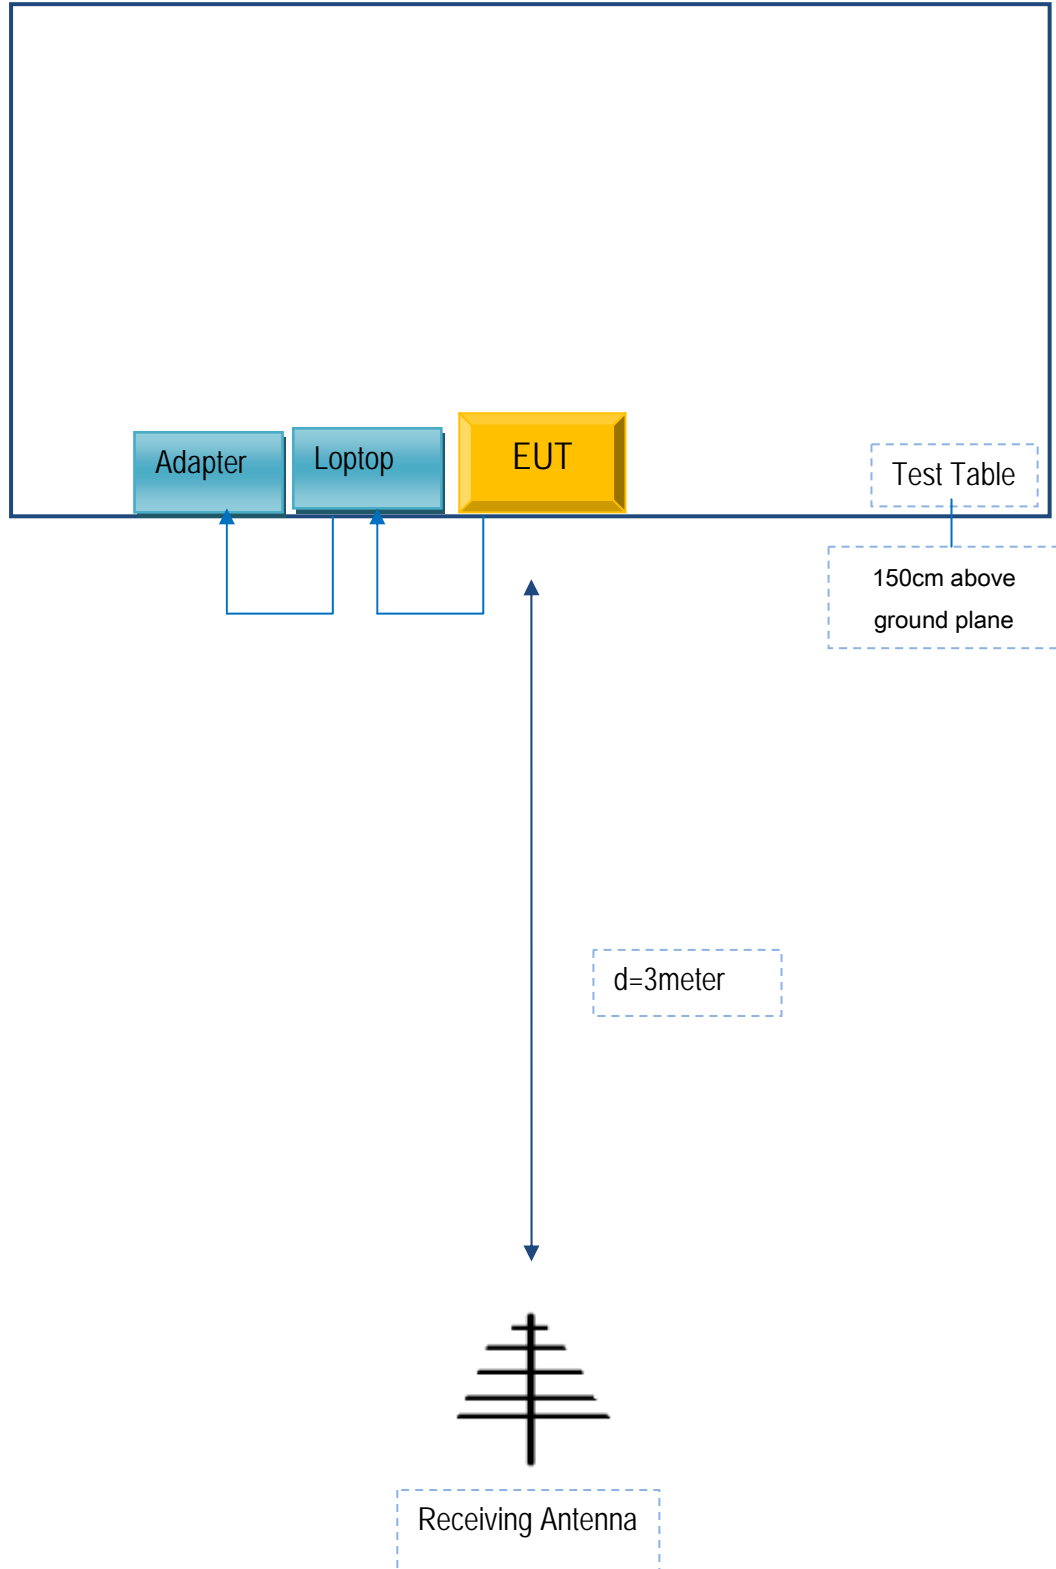 Adapter
Loptop
EUT
Test Table
150cm above
ground plane
d=3meter
Receiving Antenna